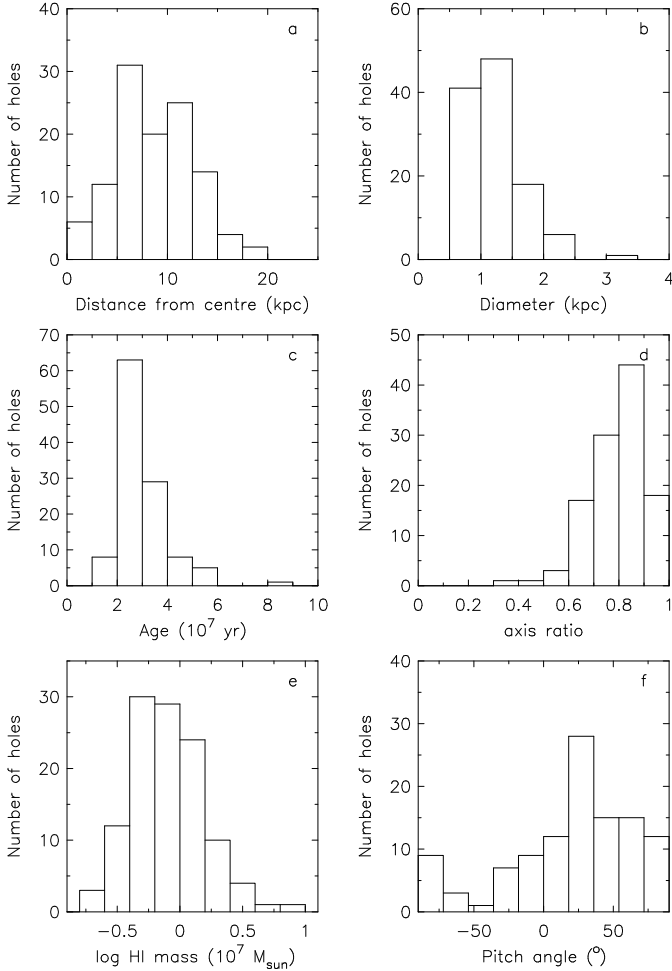 40 a 60 b
30
20
10
0
40
20
0
Number of holes
Number of holes
0 10 20
0 1 2 3 4
Distance from centre (kpc)
Diameter (kpc)
70 c 50 d
60
50
40
30
20
10
0
40
30
20
10
0
Number of holes
Number of holes
0 2 4 6 8 10
0 0.2 0.4 0.6 0.8 1
Age (10⁷ yr)
axis ratio
e 40 f
30
20
10
0
30
20
10
0
Number of holes
Number of holes
−0.5 0 0.5 1
−50 0 50
log HI mass (10⁷ M_sun)
Pitch angle (°)